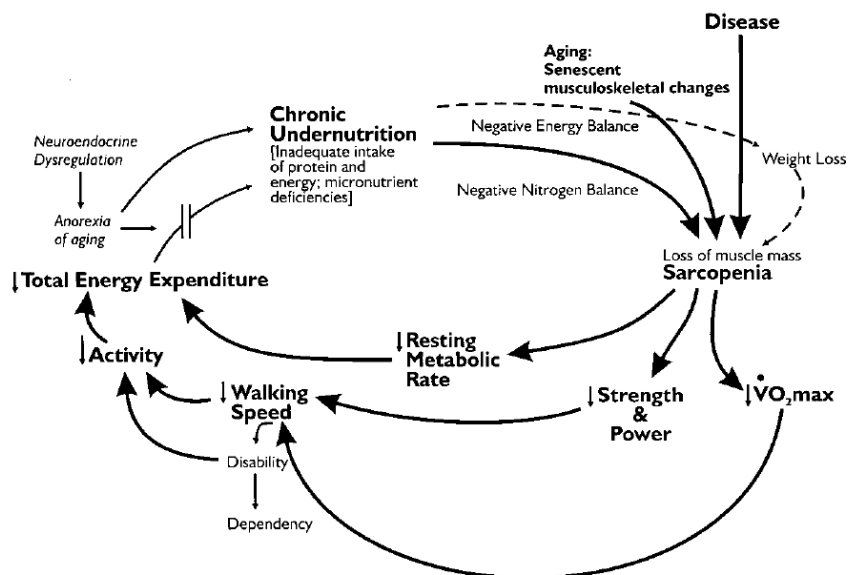 Disease
Aging:
Senescent
musculoskeletal changes
Chronic
Undernutrition
[Inadequate intake
of protein and
energy; micronutrient
deficiencies]
Negative Energy Balance
Neuroendocrine
Dysregulation
Weight Loss
Negative Nitrogen Balance
Anorexia
of aging
Loss of muscle mass
Sarcopenia
↓Total Energy Expenditure
↓Resting
Metabolic
Rate
↓Activity
↓Walking
Speed
↓Strength
&
Power
↓V̇O₂max
Disability
Dependency